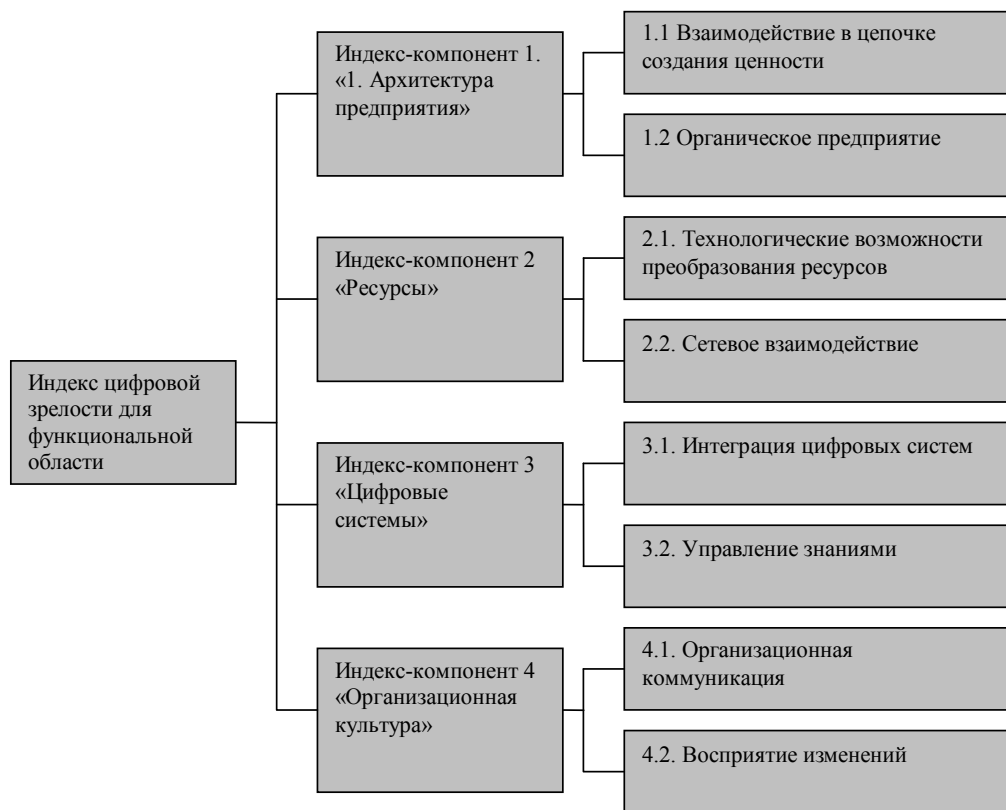 Индекс цифровой
зрелости для
функциональной
области
Индекс-компонент 1.
«1. Архитектура
предприятия»
1.1 Взаимодействие в цепочке
создания ценности
1.2 Органическое предприятие
Индекс-компонент 2
«Ресурсы»
2.1. Технологические возможности
преобразования ресурсов
2.2. Сетевое взаимодействие
Индекс-компонент 3
«Цифровые
системы»
3.1. Интеграция цифровых систем
3.2. Управление знаниями
Индекс-компонент 4
«Организационная
культура»
4.1. Организационная
коммуникация
4.2. Восприятие изменений